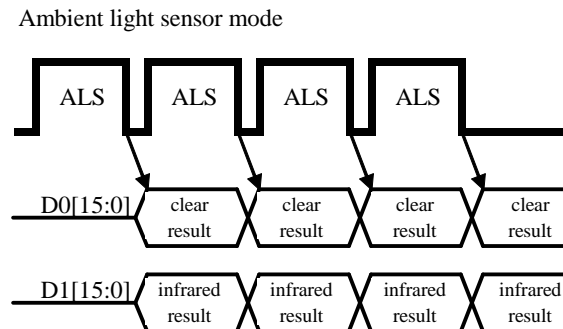 Ambient light sensor mode
ALS ALS ALS ALS
D0[15:0] clear clear clear clear
result result result result
D1[15:0] infrared infrared infrared infrared
result result result result